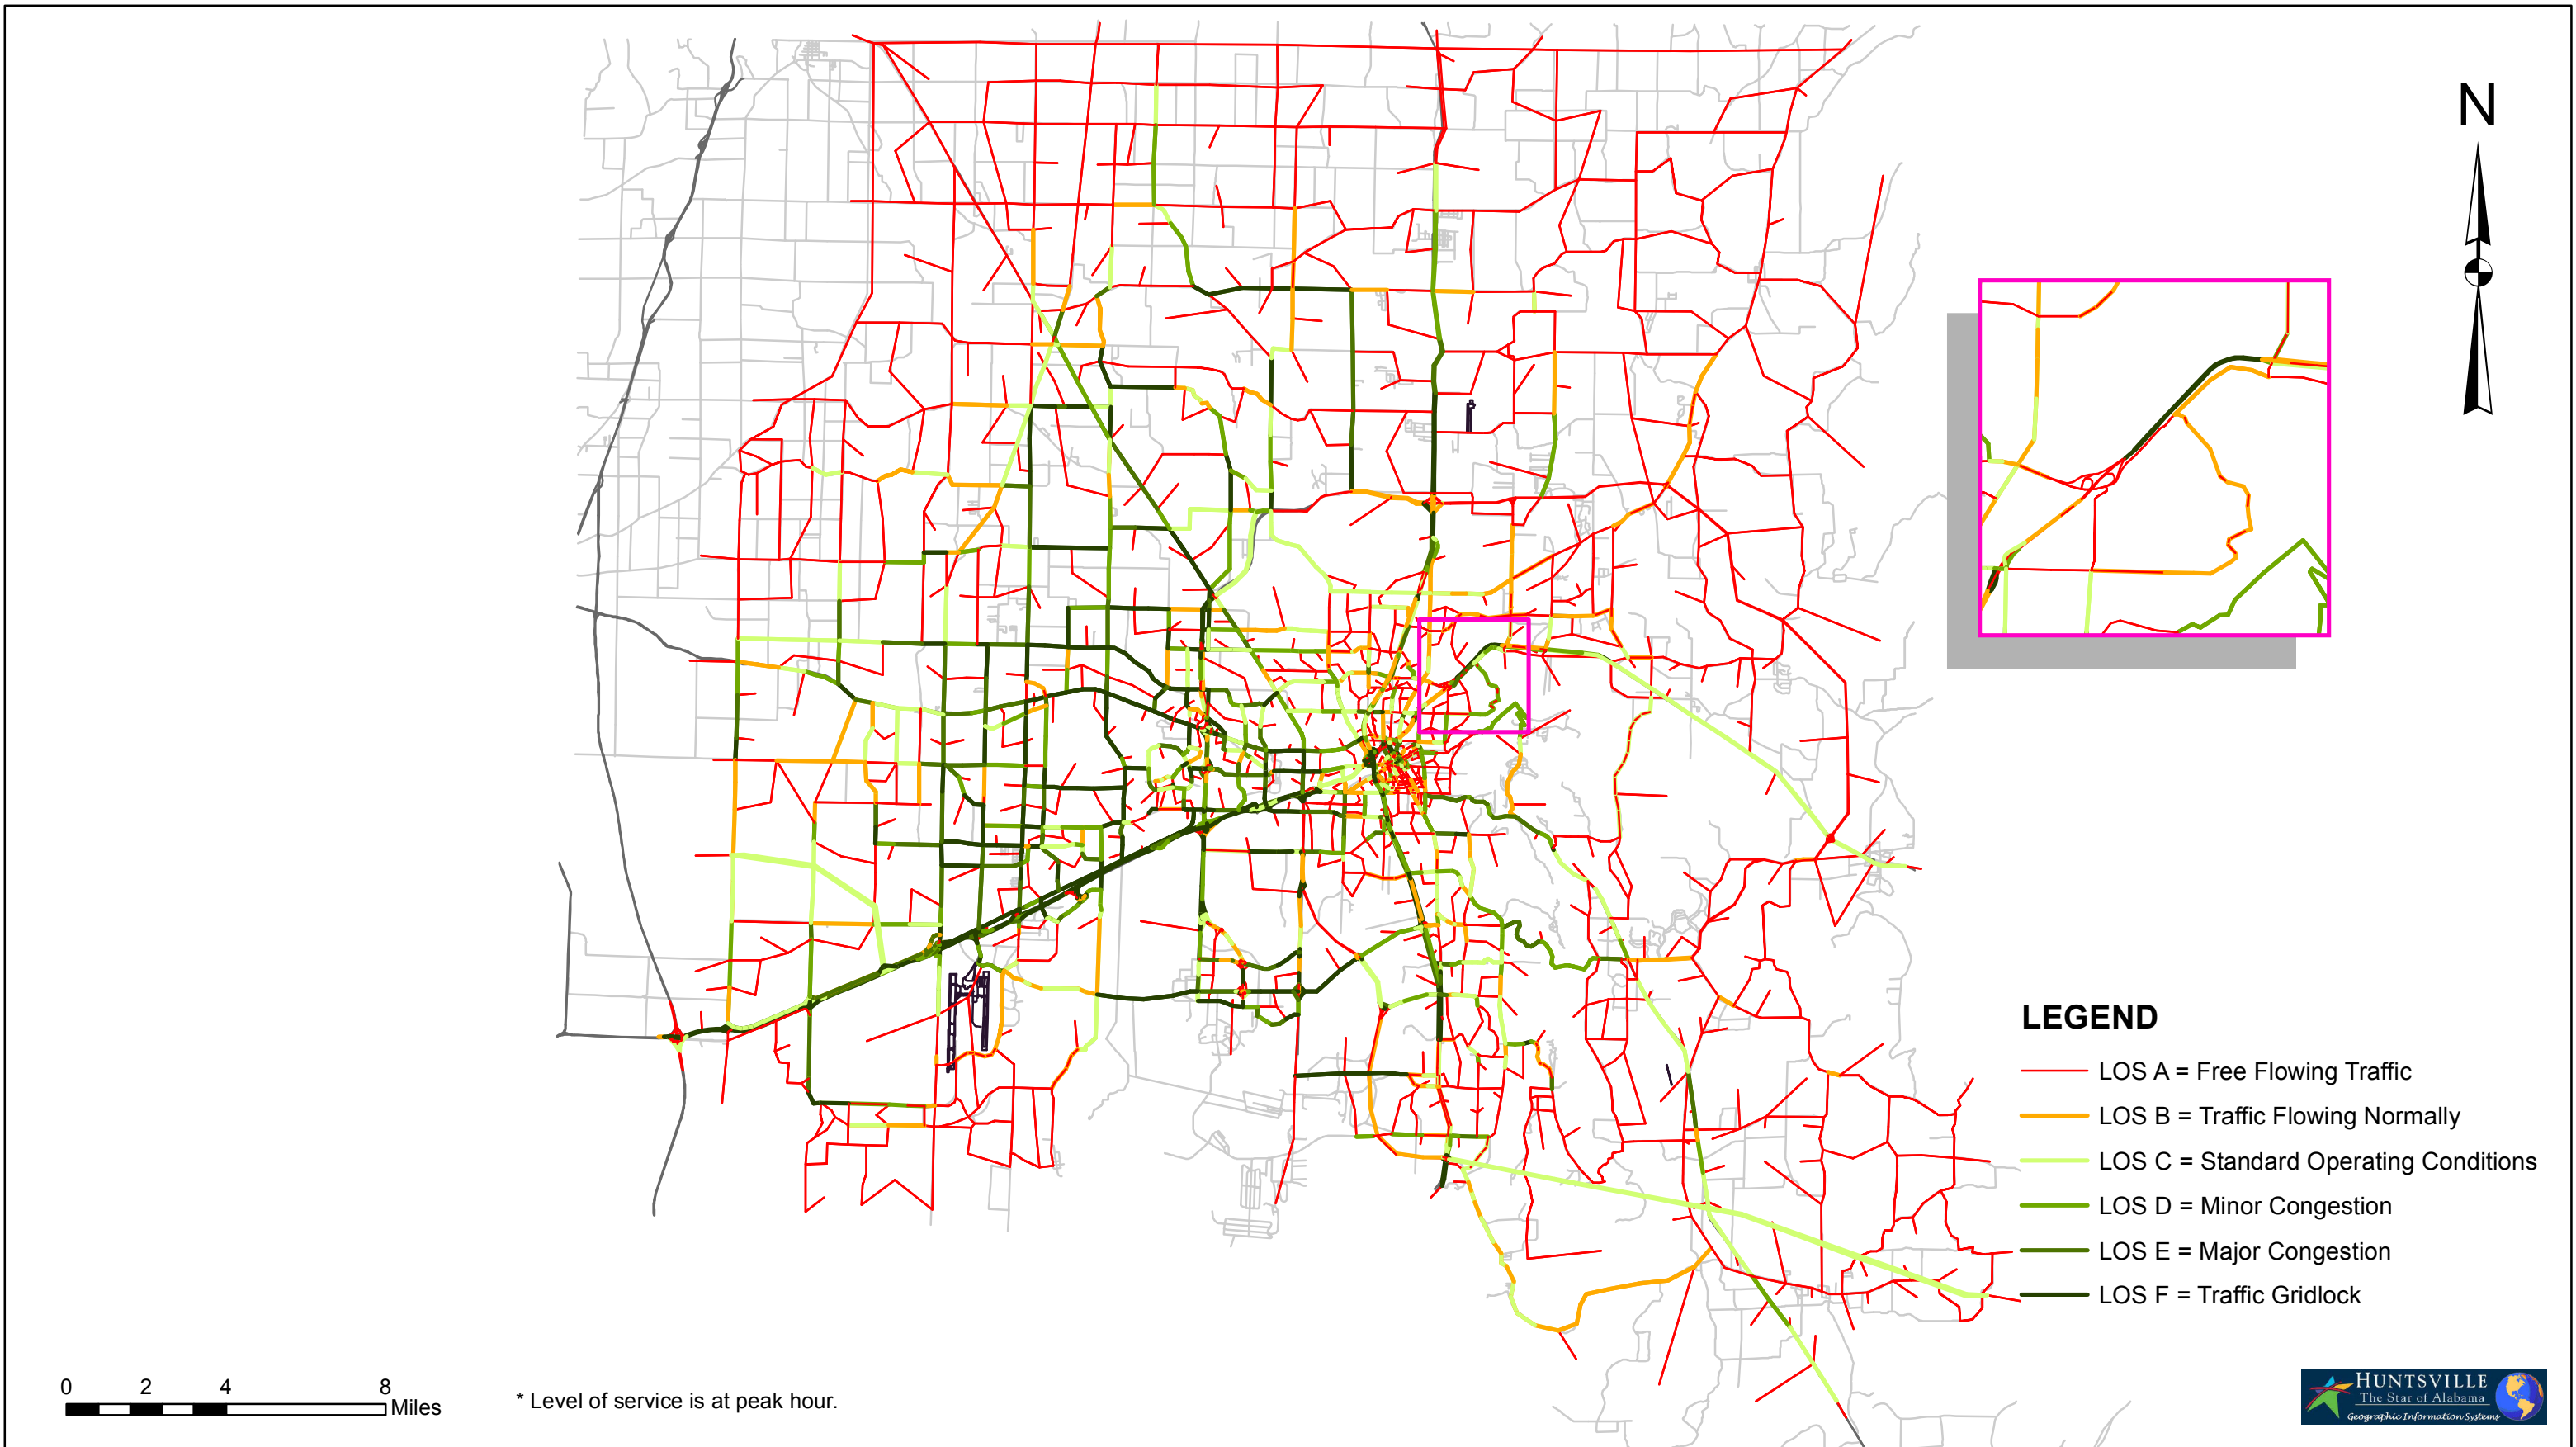 N
LEGEND
LOS A = Free Flowing Traffic
LOS B = Traffic Flowing Normally
LOS C = Standard Operating Conditions
LOS D = Minor Congestion
LOS E = Major Congestion
LOS F = Traffic Gridlock
0 2 4 8
Miles
* Level of service is at peak hour.
HUNTSVILLE
The Star of Alabama
Geographic Information Systems